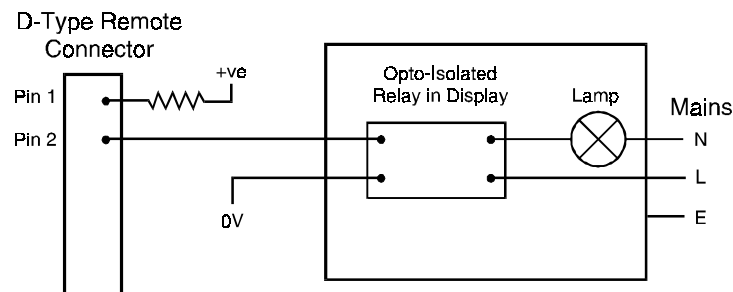 D-Type Remote
Connector
+ve
Pin 1
Pin 2
0V
Opto-Isolated
Relay in Display
Lamp
Mains
N
L
E